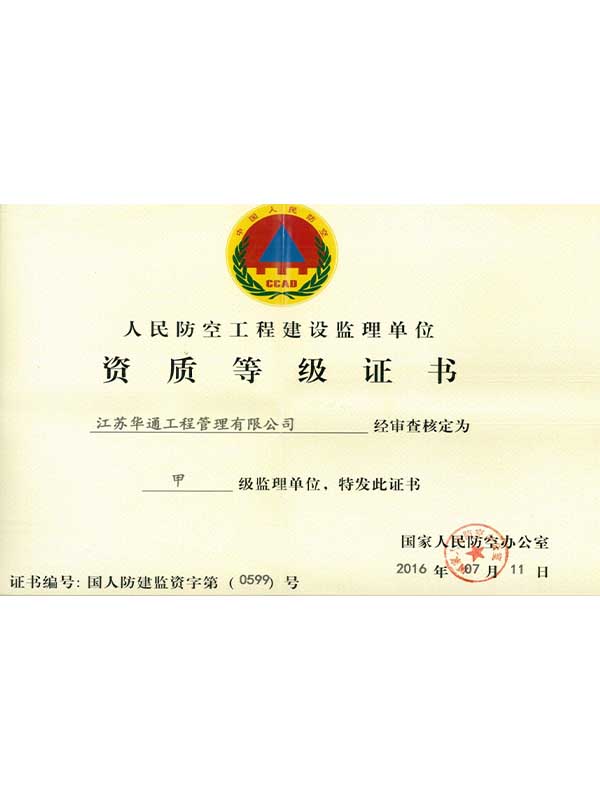 中国人民防空
CCAD
人民防空工程建设监理单位
资质等级证书
江苏华通工程管理有限公司 经审查核定为
甲 级监理单位，特发此证书
国家人民防空办公室
2016 年 07 月 11 日
证书编号：国人防建监资字第（0599）号